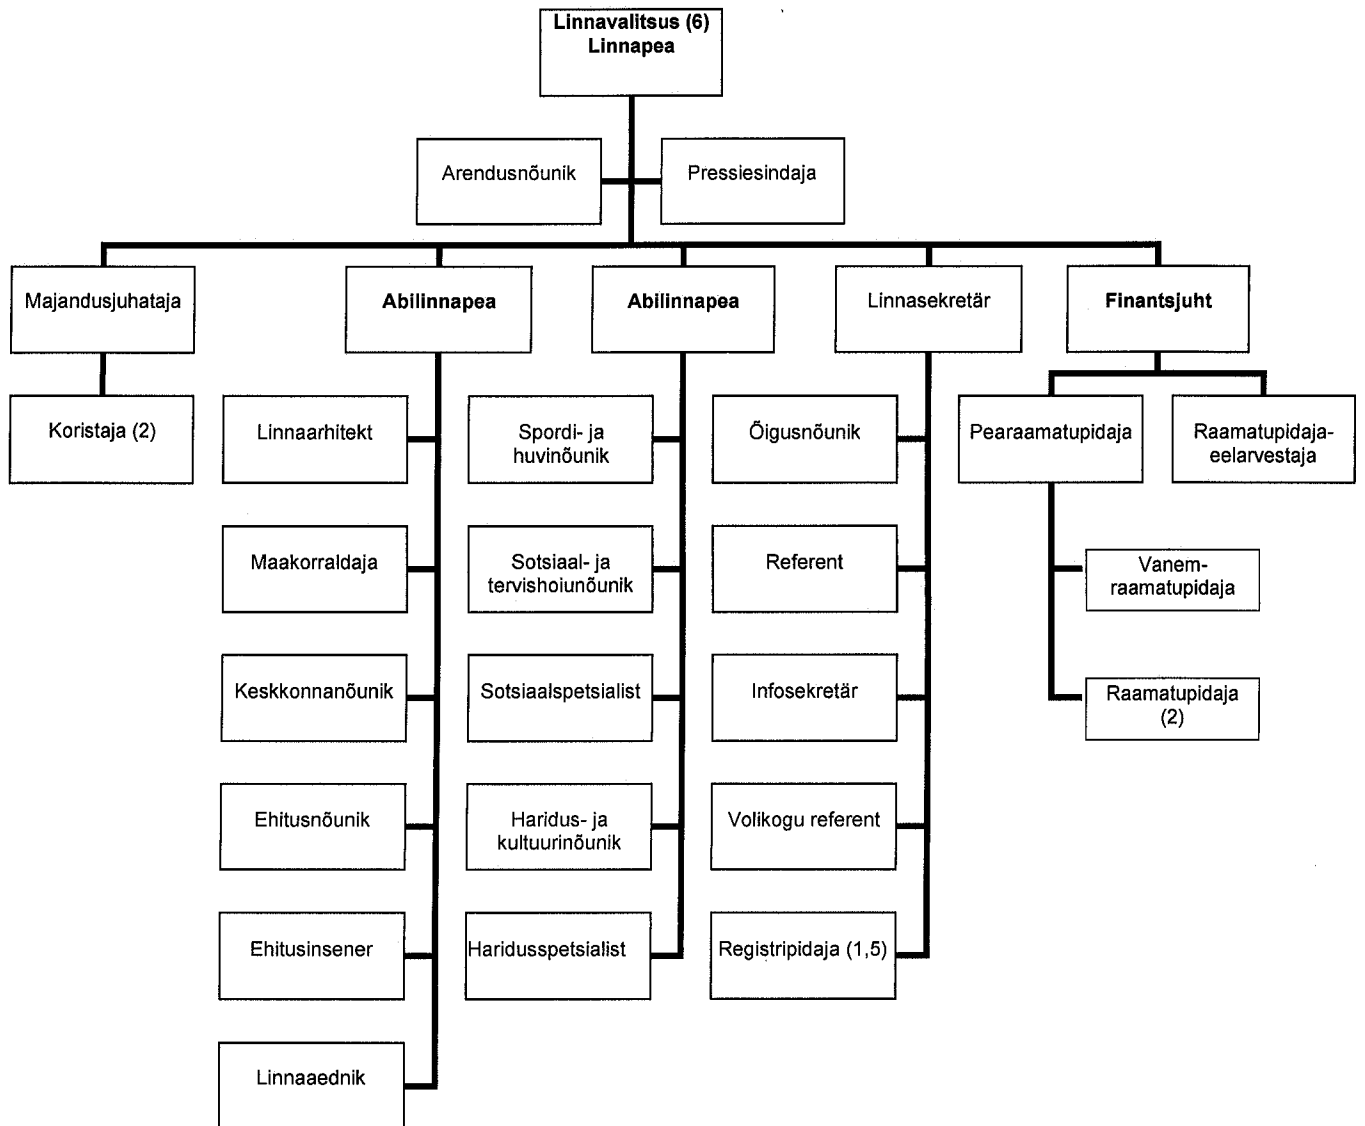 Linnavalitsus (6)
Linnapea
Arendusnõunik
Pressiesindaja
Majandusjuhataja
Abilinnapea
Abilinnapea
Linnasekretär
Finantsjuht
Koristaja (2)
Linnaarhitekt
Spordi- ja
huvinõunik
Õigusnõunik
Pearaamatupidaja
Raamatupidaja-
eelarvestaja
Maakorraldaja
Sotsiaal- ja
tervishoiunõunik
Referent
Vanem-
raamatupidaja
Keskkonnanõunik
Sotsiaalspetsialist
Infosekretär
Raamatupidaja
(2)
Ehitusnõunik
Haridus- ja
kultuurinõunik
Volikogu referent
Ehitusinsener
Haridusspetsialist
Registripidaja (1,5)
Linnaaednik